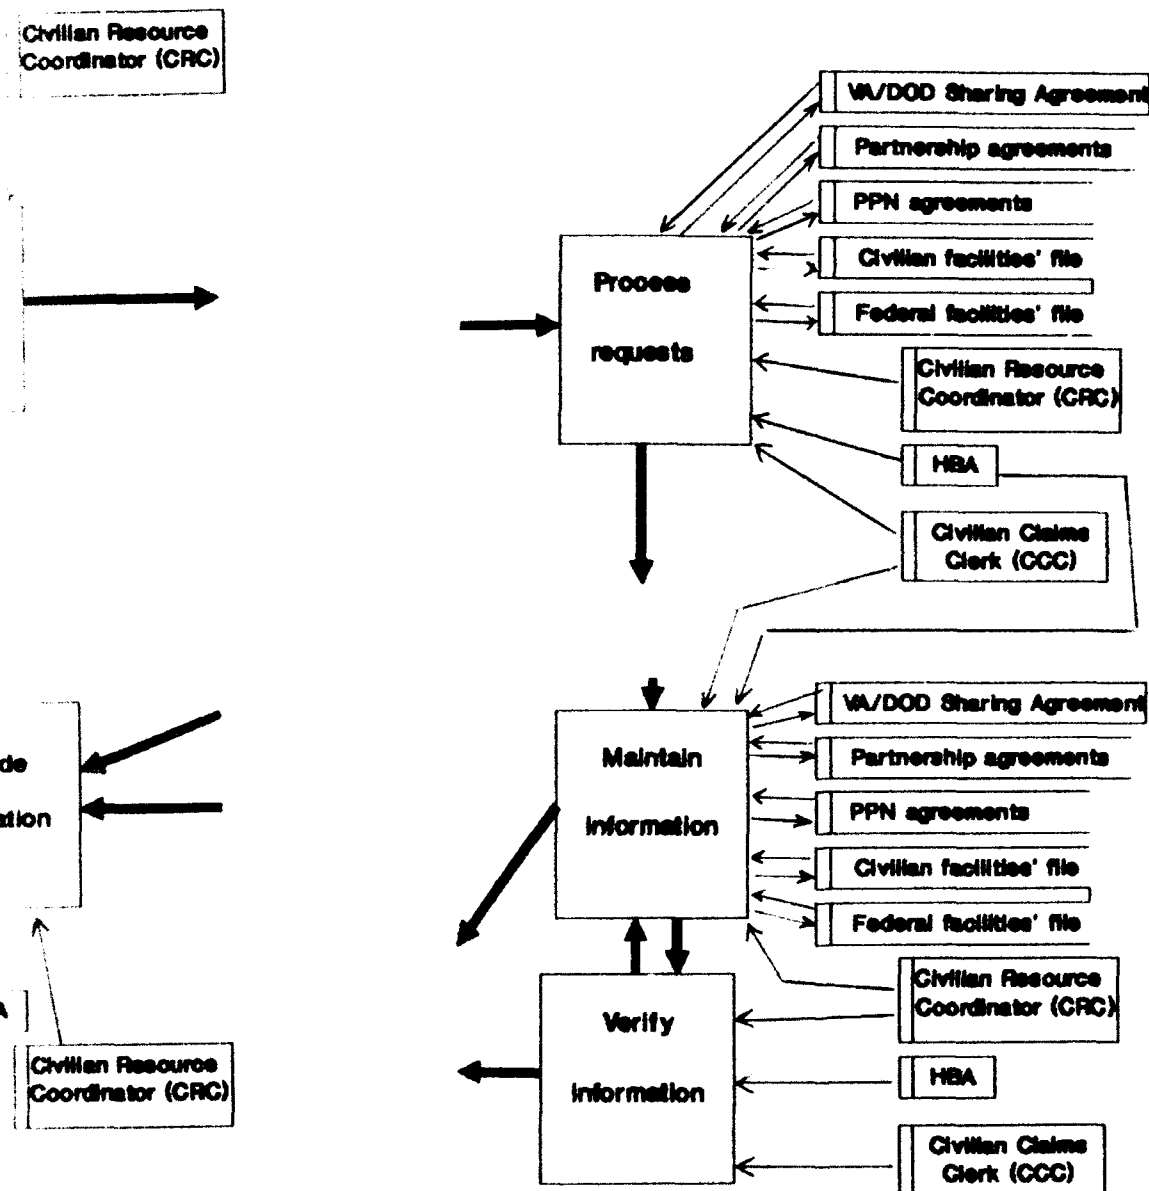 Civilian Resource
Coordinator (CRC)
VA/DOD Sharing Agreement
Partnership agreements
PPN agreements
Civilian facilities' file
Federal facilities' file
Process
requests
Civilian Resource
Coordinator (CRC)
HBA
Civilian Claims
Clerk (CCC)
VA/DOD Sharing Agreement
Partnership agreements
PPN agreements
Civilian facilities' file
Federal facilities' file
Maintain
information
de
ation
Civilian Resource
Coordinator (CRC)
HBA
Civilian Claims
Clerk (CCC)
Verify
information
A
Civilian Resource
Coordinator (CRC)